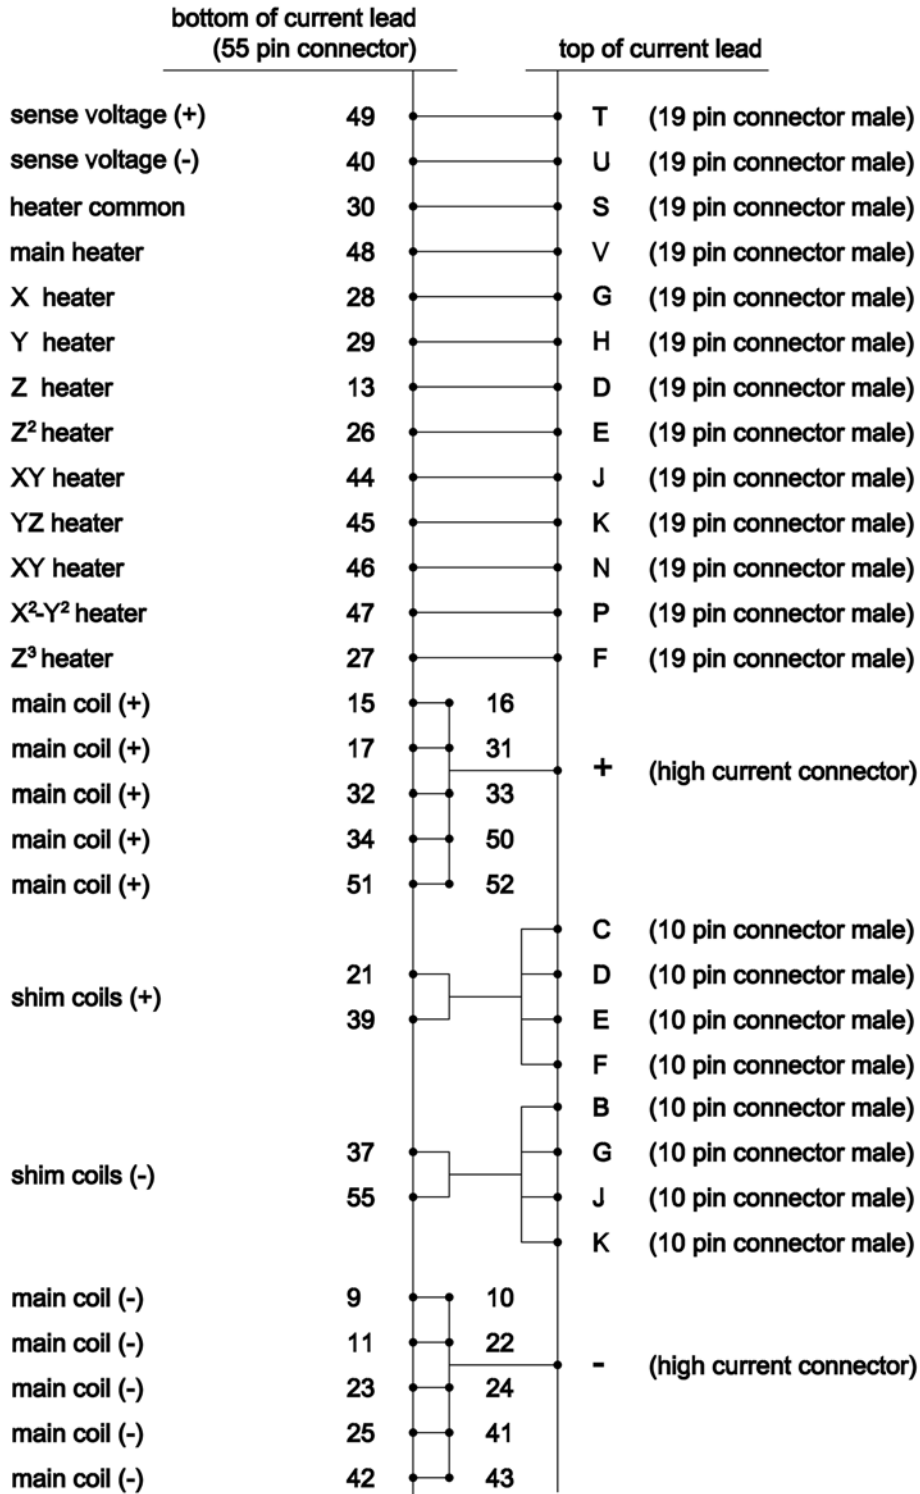 bottom of current lead
(55 pin connector) top of current lead
sense voltage (+) 49 T (19 pin connector male)
sense voltage (-) 40 U (19 pin connector male)
heater common 30 S (19 pin connector male)
main heater 48 V (19 pin connector male)
X heater 28 G (19 pin connector male)
Y heater 29 H (19 pin connector male)
Z heater 13 D (19 pin connector male)
Z² heater 26 E (19 pin connector male)
XY heater 44 J (19 pin connector male)
YZ heater 45 K (19 pin connector male)
XY heater 46 N (19 pin connector male)
X²-Y² heater 47 P (19 pin connector male)
Z³ heater 27 F (19 pin connector male)
main coil (+) 15 16
main coil (+) 17 31
+ (high current connector)
main coil (+) 32 33
main coil (+) 34 50
main coil (+) 51 52
C (10 pin connector male)
21 D (10 pin connector male)
shim coils (+)
39 E (10 pin connector male)
F (10 pin connector male)
B (10 pin connector male)
37 G (10 pin connector male)
shim coils (-)
55 J (10 pin connector male)
K (10 pin connector male)
main coil (-) 9 10
main coil (-) 11 22
- (high current connector)
main coil (-) 23 24
main coil (-) 25 41
main coil (-) 42 43